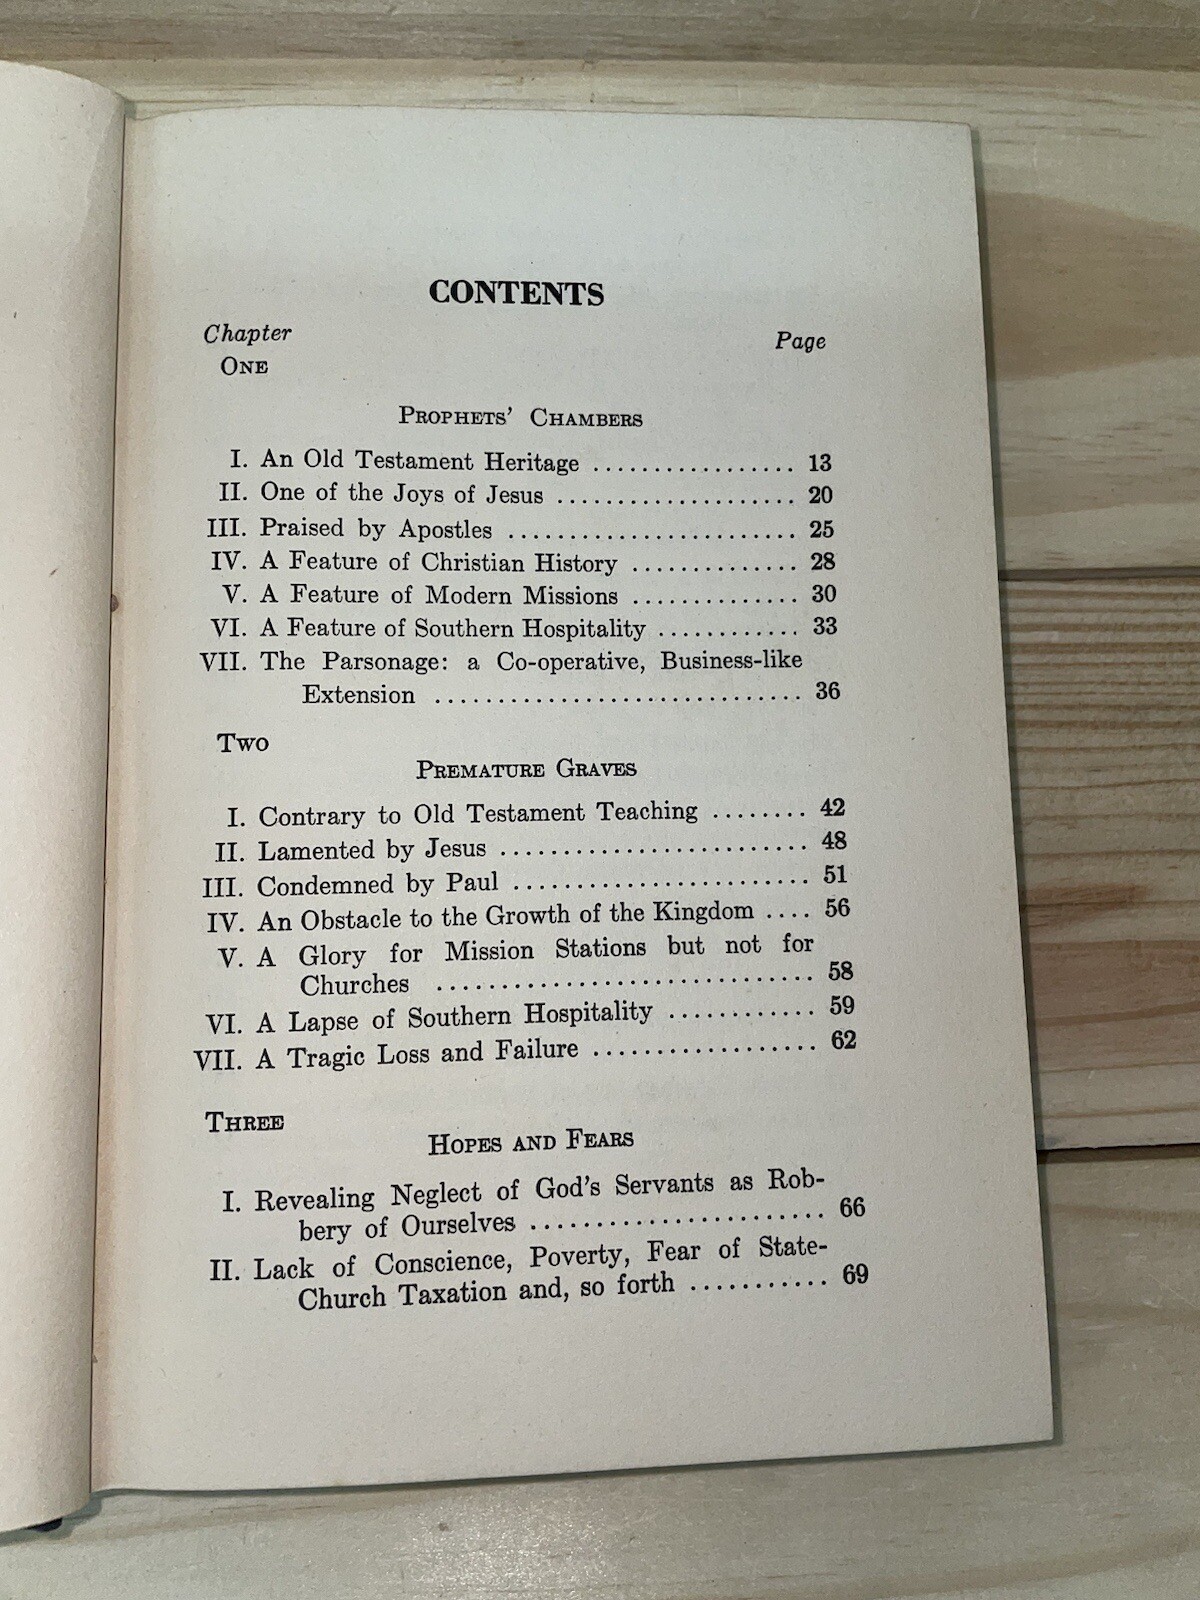 CONTENTS
Chapter Page
ONE
PROPHETS' CHAMBERS
I. An Old Testament Heritage ................. 13
II. One of the Joys of Jesus .................... 20
III. Praised by Apostles ........................ 25
IV. A Feature of Christian History .............. 28
V. A Feature of Modern Missions .............. 30
VI. A Feature of Southern Hospitality ............ 33
VII. The Parsonage: a Co-operative, Business-like
Extension .............................. 36
TWO
PREMATURE GRAVES
I. Contrary to Old Testament Teaching ........ 42
II. Lamented by Jesus ......................... 48
III. Condemned by Paul ........................ 51
IV. An Obstacle to the Growth of the Kingdom .... 56
V. A Glory for Mission Stations but not for
Churches .............................. 58
VI. A Lapse of Southern Hospitality ............ 59
VII. A Tragic Loss and Failure ................... 62
THREE
HOPES AND FEARS
I. Revealing Neglect of God's Servants as Rob-
bery of Ourselves ........................ 66
II. Lack of Conscience, Poverty, Fear of State-
Church Taxation and, so forth ........... 69